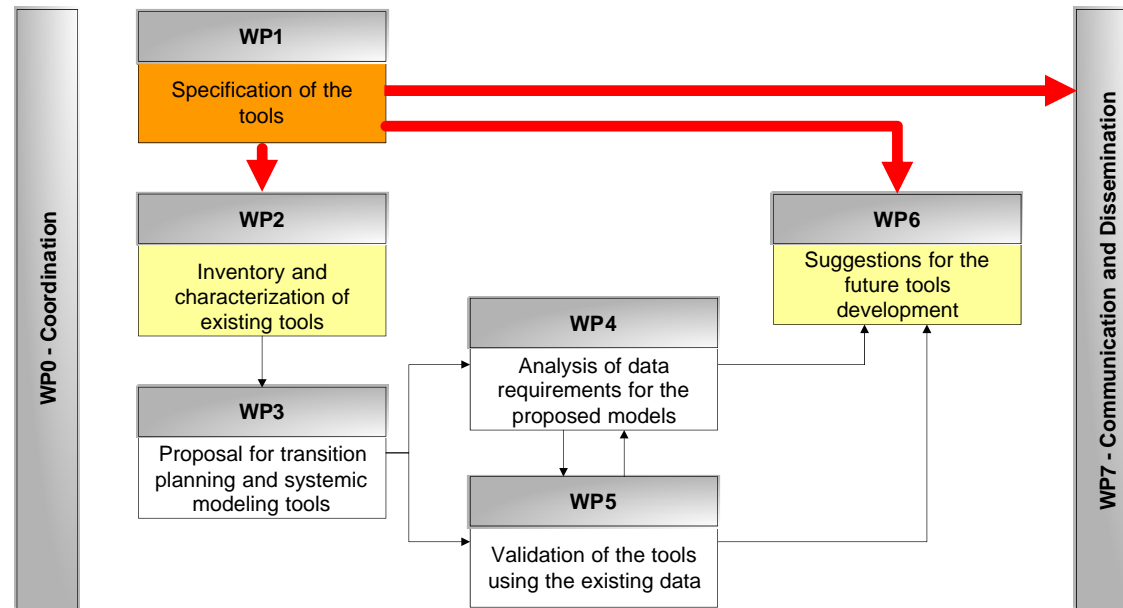 WP0 - Coordination
WP1
Specification of the
tools
WP2
Inventory and
characterization of
existing tools
WP3
Proposal for transition
planning and systemic
modeling tools
WP4
Analysis of data
requirements for the
proposed models
WP5
Validation of the tools
using the existing data
WP6
Suggestions for the
future tools
development
WP7 - Communication and Dissemination